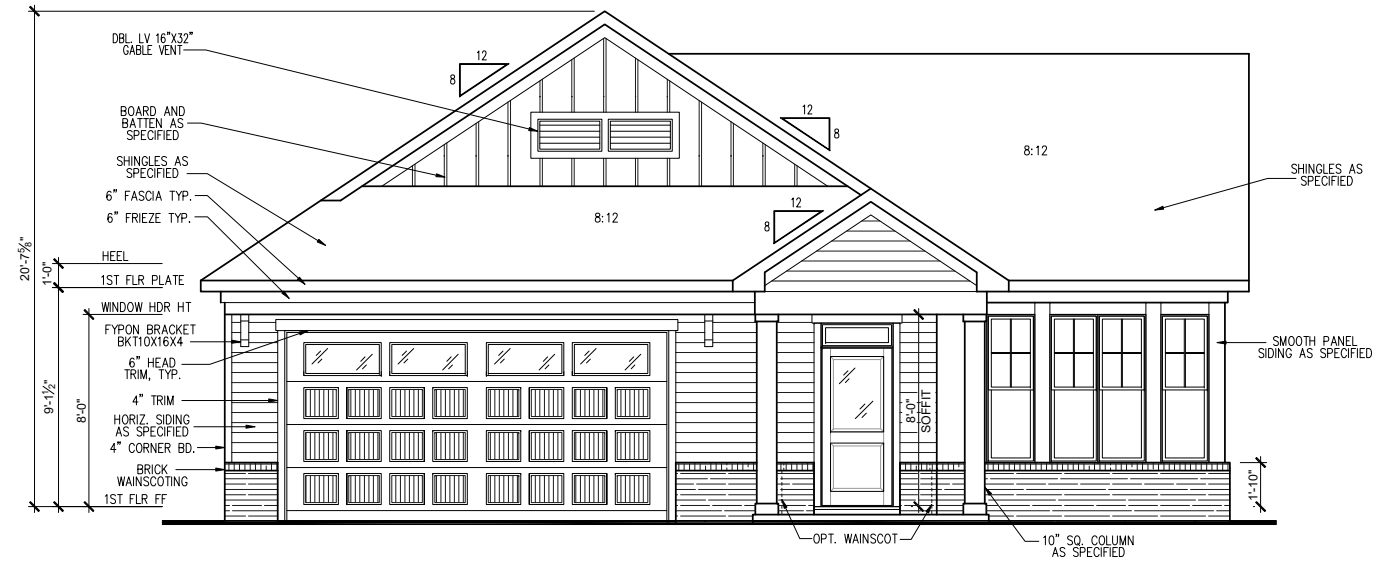 DBL. LV 16"X32"
GABLE VENT
12
8
BOARD AND
BATTEN AS
SPECIFIED
12
8
8:12
SHINGLES AS
SPECIFIED
SHINGLES AS
SPECIFIED
6" FASCIA TYP.
6" FRIEZE TYP.
12
8
8:12
20'-7⅝"
HEEL
1'-0"
1ST FLR PLATE
WINDOW HDR HT
FYPON BRACKET
BKT10X16X4
6" HEAD
TRIM, TYP.
SMOOTH PANEL
SIDING AS SPECIFIED
9'-1½"
8'-0"
4" TRIM
8'-0"
SOFFIT
HORIZ. SIDING
AS SPECIFIED
4" CORNER BD.
BRICK
WAINSCOTING
1'-10"
1ST FLR FF
OPT. WAINSCOT
10" SQ. COLUMN
AS SPECIFIED